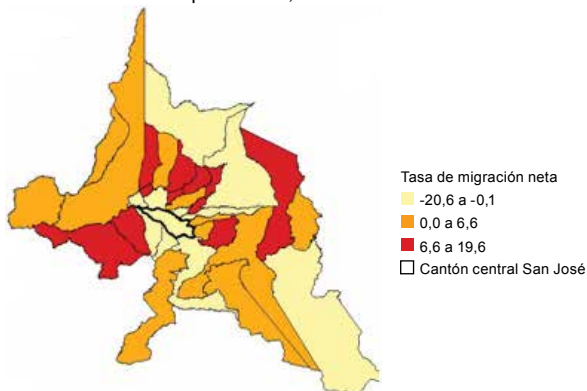 Tasa de migración neta
-20,6 a -0,1
0,0 a 6,6
6,6 a 19,6
Cantón central San José